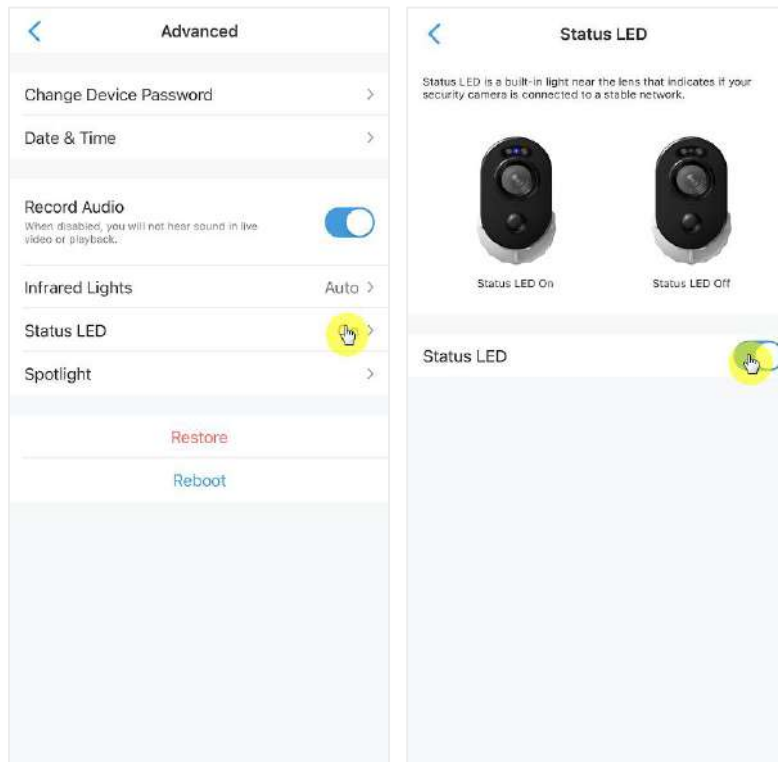 Advanced
Change Device Password
Date & Time
Record Audio
When disabled, you will not hear sound in live
video or playback.
Infrared Lights Auto
Status LED
Spotlight
Restore
Reboot
Status LED
Status LED is a built-in light near the lens that indicates if your
security camera is connected to a stable network.
Status LED On Status LED Off
Status LED